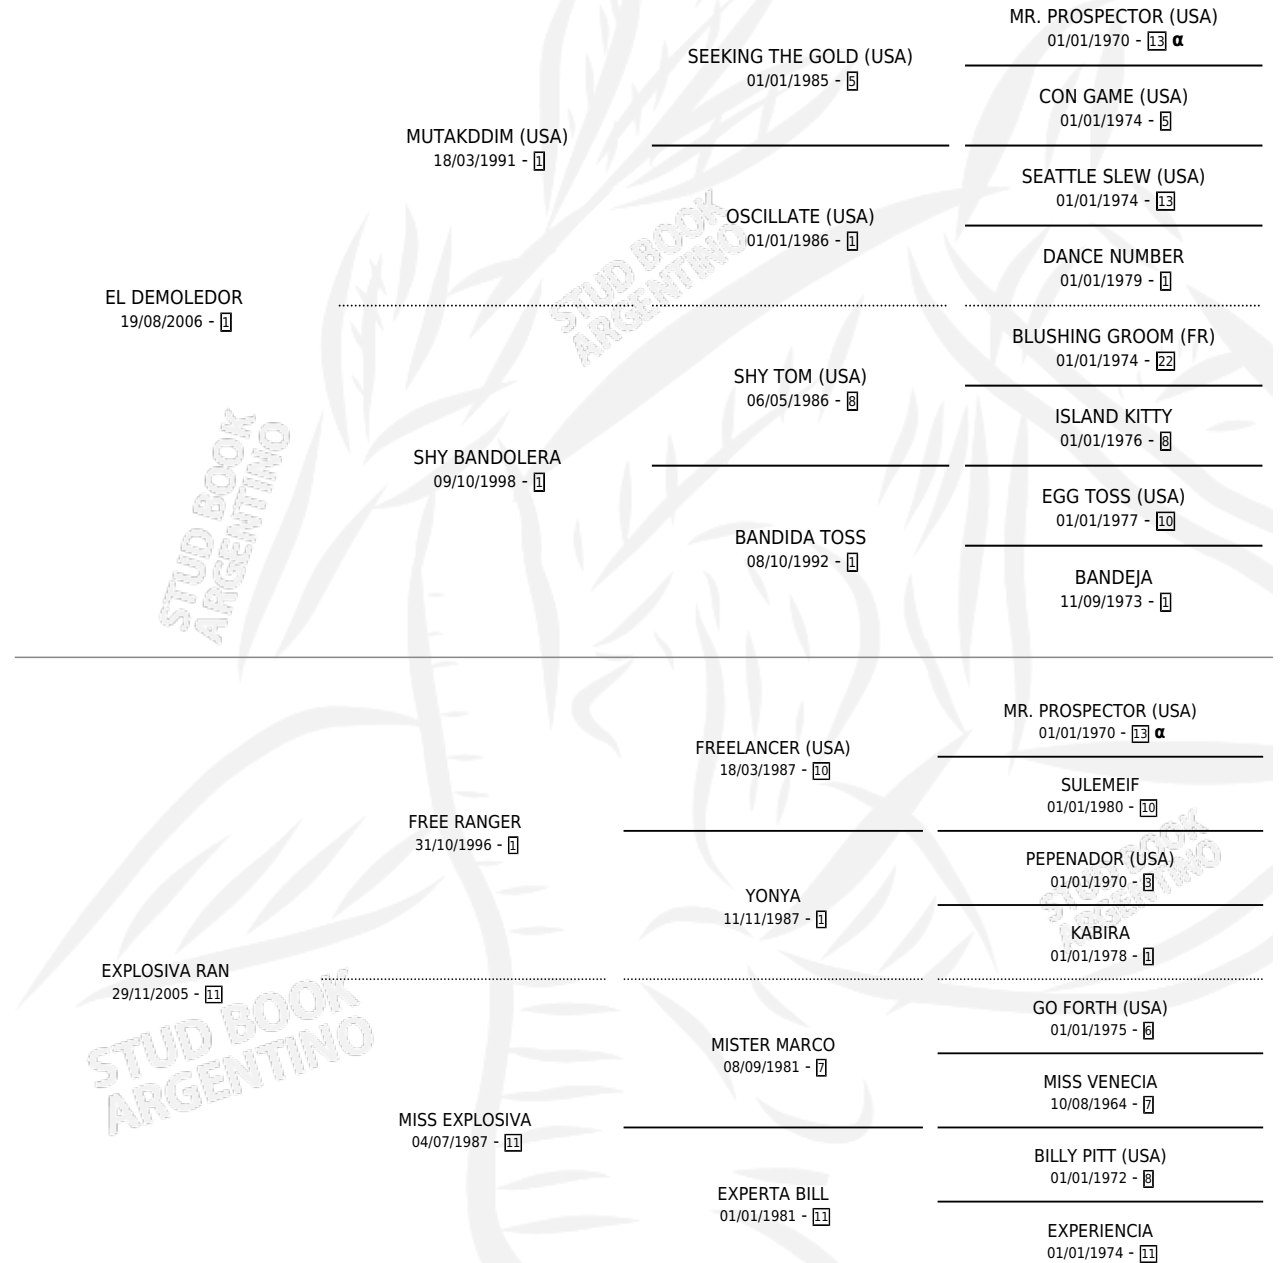 MR. PROSPECTOR (USA)
01/01/1970 - 13 α
SEEKING THE GOLD (USA)
01/01/1985 - 5
CON GAME (USA)
01/01/1974 - 5
MUTAKDDIM (USA)
18/03/1991 - 1
SEATTLE SLEW (USA)
01/01/1974 - 13
OSCILLATE (USA)
01/01/1986 - 1
DANCE NUMBER
01/01/1979 - 1
EL DEMOLEDOR
19/08/2006 - 1
BLUSHING GROOM (FR)
01/01/1974 - 22
SHY TOM (USA)
06/05/1986 - 8
ISLAND KITTY
01/01/1976 - 8
SHY BANDOLERA
09/10/1998 - 1
EGG TOSS (USA)
01/01/1977 - 10
BANDIDA TOSS
08/10/1992 - 1
BANDEJA
11/09/1973 - 1
MR. PROSPECTOR (USA)
01/01/1970 - 13 α
FREELANCER (USA)
18/03/1987 - 10
SULEMEIF
01/01/1980 - 10
FREE RANGER
31/10/1996 - 1
PEPENADOR (USA)
01/01/1970 - 3
YONYA
11/11/1987 - 1
KABIRA
01/01/1978 - 1
EXPLOSIVA RAN
29/11/2005 - 11
GO FORTH (USA)
01/01/1975 - 6
MISTER MARCO
08/09/1981 - 7
MISS VENECIA
10/08/1964 - 7
MISS EXPLOSIVA
04/07/1987 - 11
BILLY PITT (USA)
01/01/1972 - 8
EXPERTA BILL
01/01/1981 - 11
EXPERIENCIA
01/01/1974 - 11
STUD BOOK
ARGENTINO
STUD BOOK
ARGENTINO
STUD BOOK
ARGENTINO
STUD BOOK
ARGENTINO